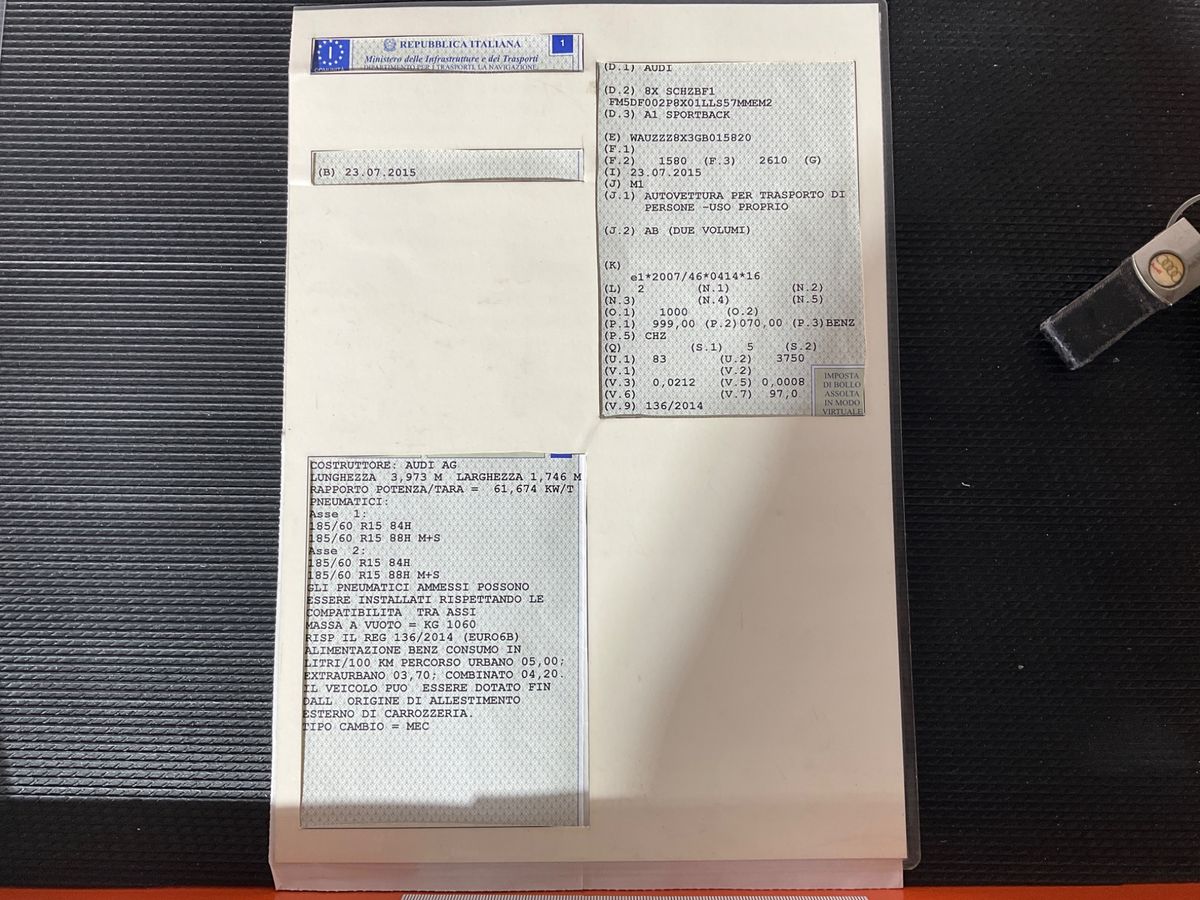 REPUBBLICA ITALIANA
1
I
Ministero delle Infrastrutture e dei Trasporti
DIPARTIMENTO PER I TRASPORTI, LA NAVIGAZIONE
(B) 23.07.2015
(D.1) AUDI
(D.2) 8X SCHZBF1
FM5DF002P8X01LLS57MMEM2
(D.3) A1 SPORTBACK
(E) WAUZZZ8X3GB015820
(F.1)
(F.2) 1580 (F.3) 2610 (G)
(I) 23.07.2015
(J) M1
(J.1) AUTOVETTURA PER TRASPORTO DI
PERSONE -USO PROPRIO
(J.2) AB (DUE VOLUMI)
(K)
e1*2007/46*0414*16
(L) 2 (N.1) (N.2)
(N.3) (N.4) (N.5)
(O.1) 1000 (O.2)
(P.1) 999,00 (P.2)070,00 (P.3)BENZ
(P.5) CHZ
(Q) (S.1) 5 (S.2)
(U.1) 83 (U.2) 3750
(V.1) (V.2)
(V.3) 0,0212 (V.5) 0,0008
(V.6) (V.7) 97,0
(V.9) 136/2014
IMPOSTA
DI BOLLO
ASSOLTA
IN MODO
VIRTUALE
COSTRUTTORE: AUDI AG
LUNGHEZZA 3,973 M LARGHEZZA 1,746 M
RAPPORTO POTENZA/TARA = 61,674 KW/T
PNEUMATICI:
Asse 1:
185/60 R15 84H
185/60 R15 88H M+S
Asse 2:
185/60 R15 84H
185/60 R15 88H M+S
GLI PNEUMATICI AMMESSI POSSONO
ESSERE INSTALLATI RISPETTANDO LE
COMPATIBILITA TRA ASSI
MASSA A VUOTO = KG 1060
RISP IL REG 136/2014 (EURO6B)
ALIMENTAZIONE BENZ CONSUMO IN
LITRI/100 KM PERCORSO URBANO 05,00;
EXTRAURBANO 03,70; COMBINATO 04,20.
IL VEICOLO PUO ESSERE DOTATO FIN
DALL ORIGINE DI ALLESTIMENTO
ESTERNO DI CARROZZERIA.
TIPO CAMBIO = MEC